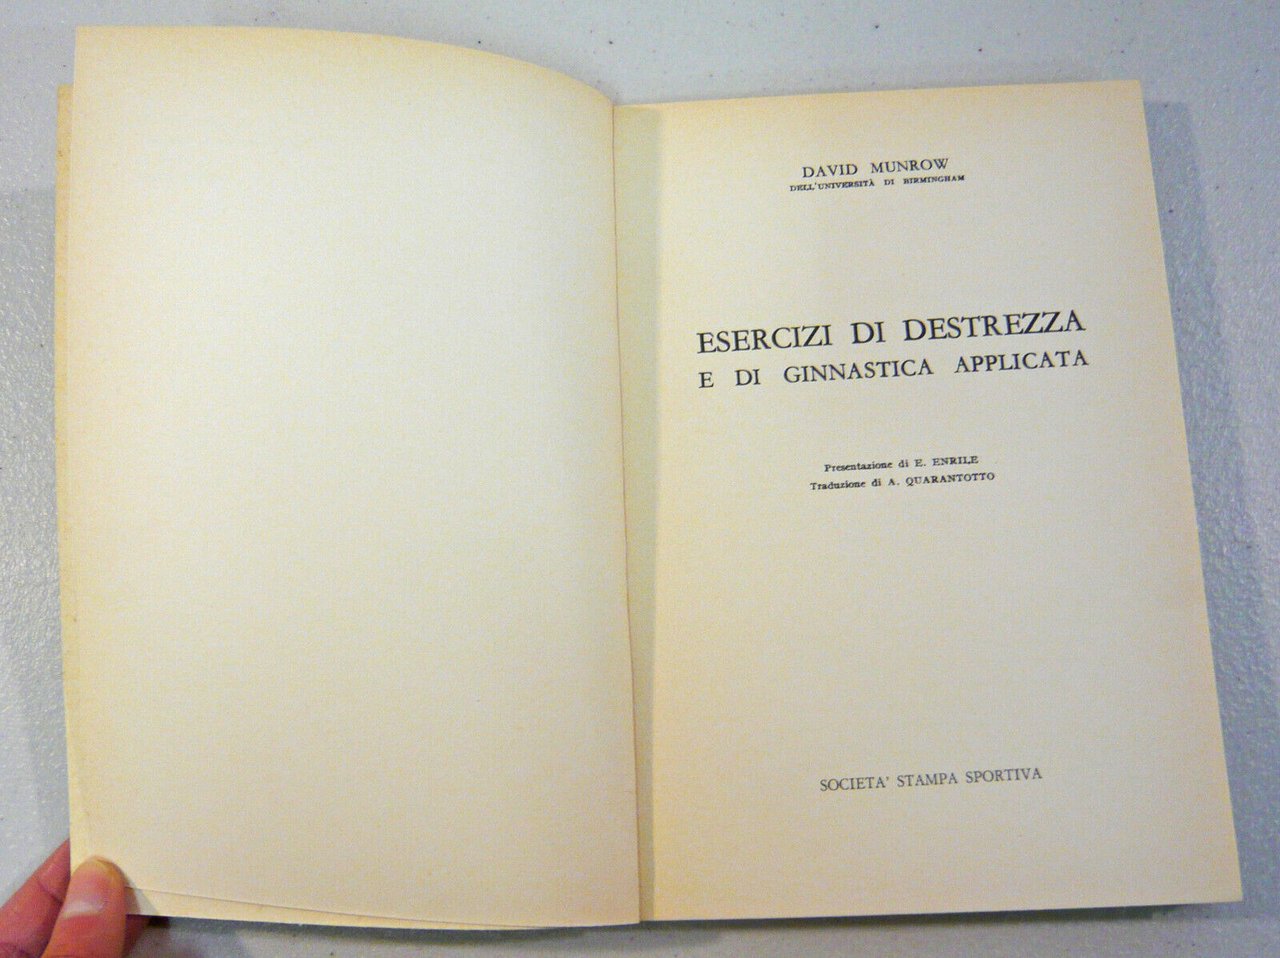 DAVID MUNROW
DELL'UNIVERSITÀ DI BIRMINGHAM
ESERCIZI DI DESTREZZA
E DI GINNASTICA APPLICATA
Presentazione di E. ENRILE
Traduzione di A. QUARANTOTTO
SOCIETA' STAMPA SPORTIVA